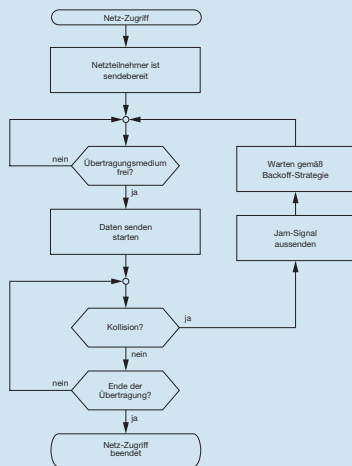 Netz-Zugriff
Netzteilnehmer ist
sendebereit
nein
Übertragungsmedium
frei?
ja
Warten gemäß
Backoff-Strategie
Daten senden
starten
Jam-Signal
aussenden
Kollision?
ja
nein
nein
Ende der
Übertragung?
ja
Netz-Zugriff
beendet